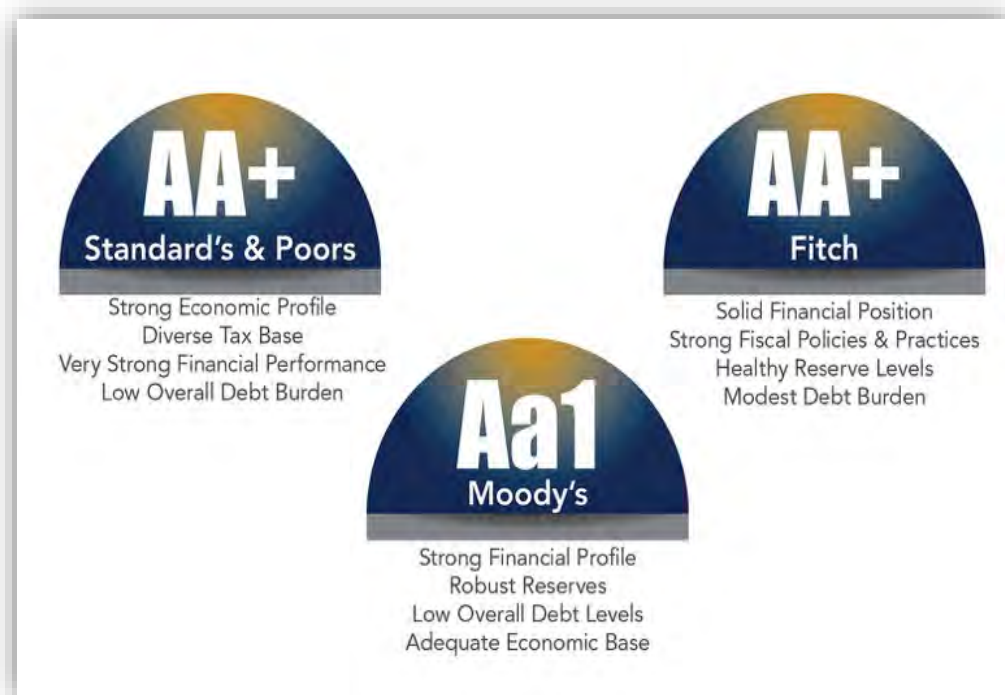 AA+
Standard's & Poors
Strong Economic Profile
Diverse Tax Base
Very Strong Financial Performance
Low Overall Debt Burden
AA+
Fitch
Solid Financial Position
Strong Fiscal Policies & Practices
Healthy Reserve Levels
Modest Debt Burden
Aa1
Moody's
Strong Financial Profile
Robust Reserves
Low Overall Debt Levels
Adequate Economic Base